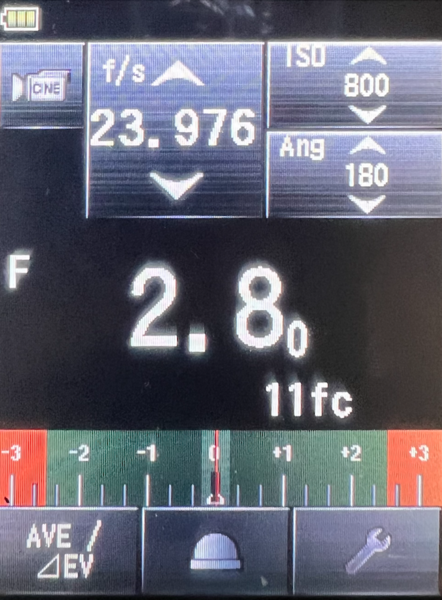 CINE
f/s
23.976
ISO
800
Ang
180
F
2.8 0
11fc
-3 -2 -1 0 +1 +2 +3
AVE /
⊿EV